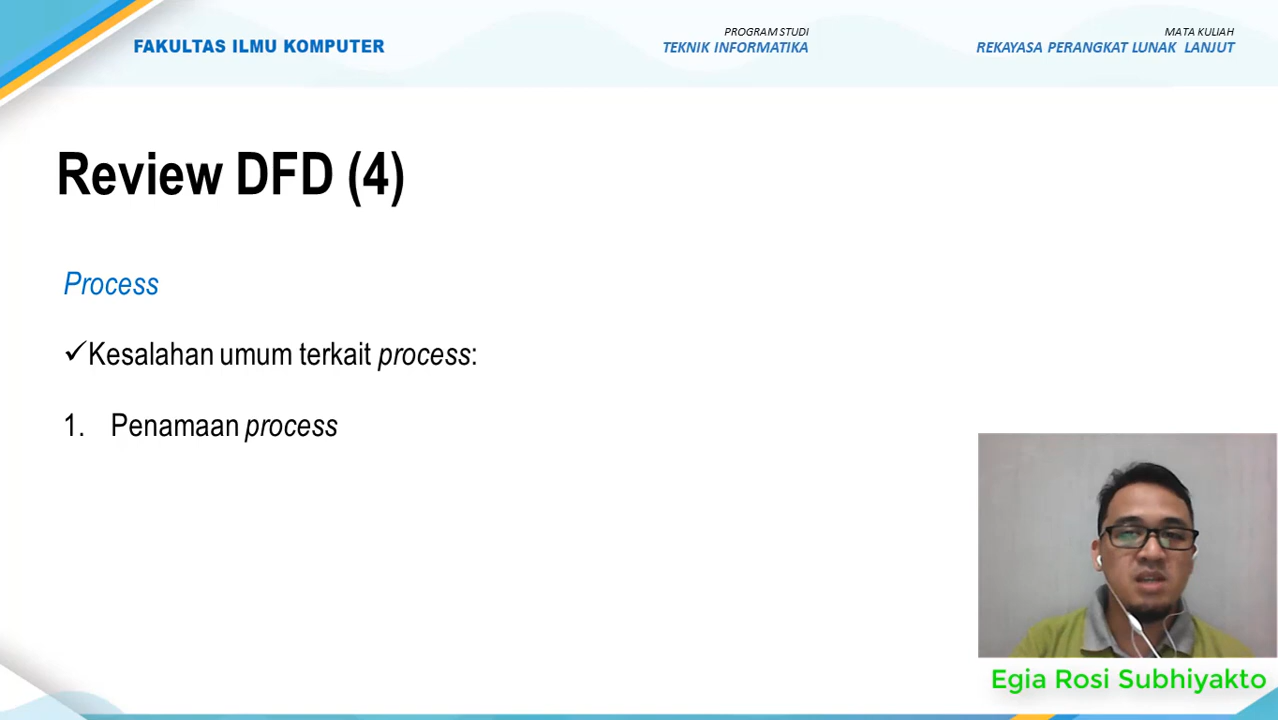 FAKULTAS ILMU KOMPUTER
PROGRAM STUDI
TEKNIK INFORMATIKA
MATA KULIAH
REKAYASA PERANGKAT LUNAK LANJUT
Review DFD (4)
Process
✓Kesalahan umum terkait process:
1. Penamaan process
Egia Rosi Subhiyakto